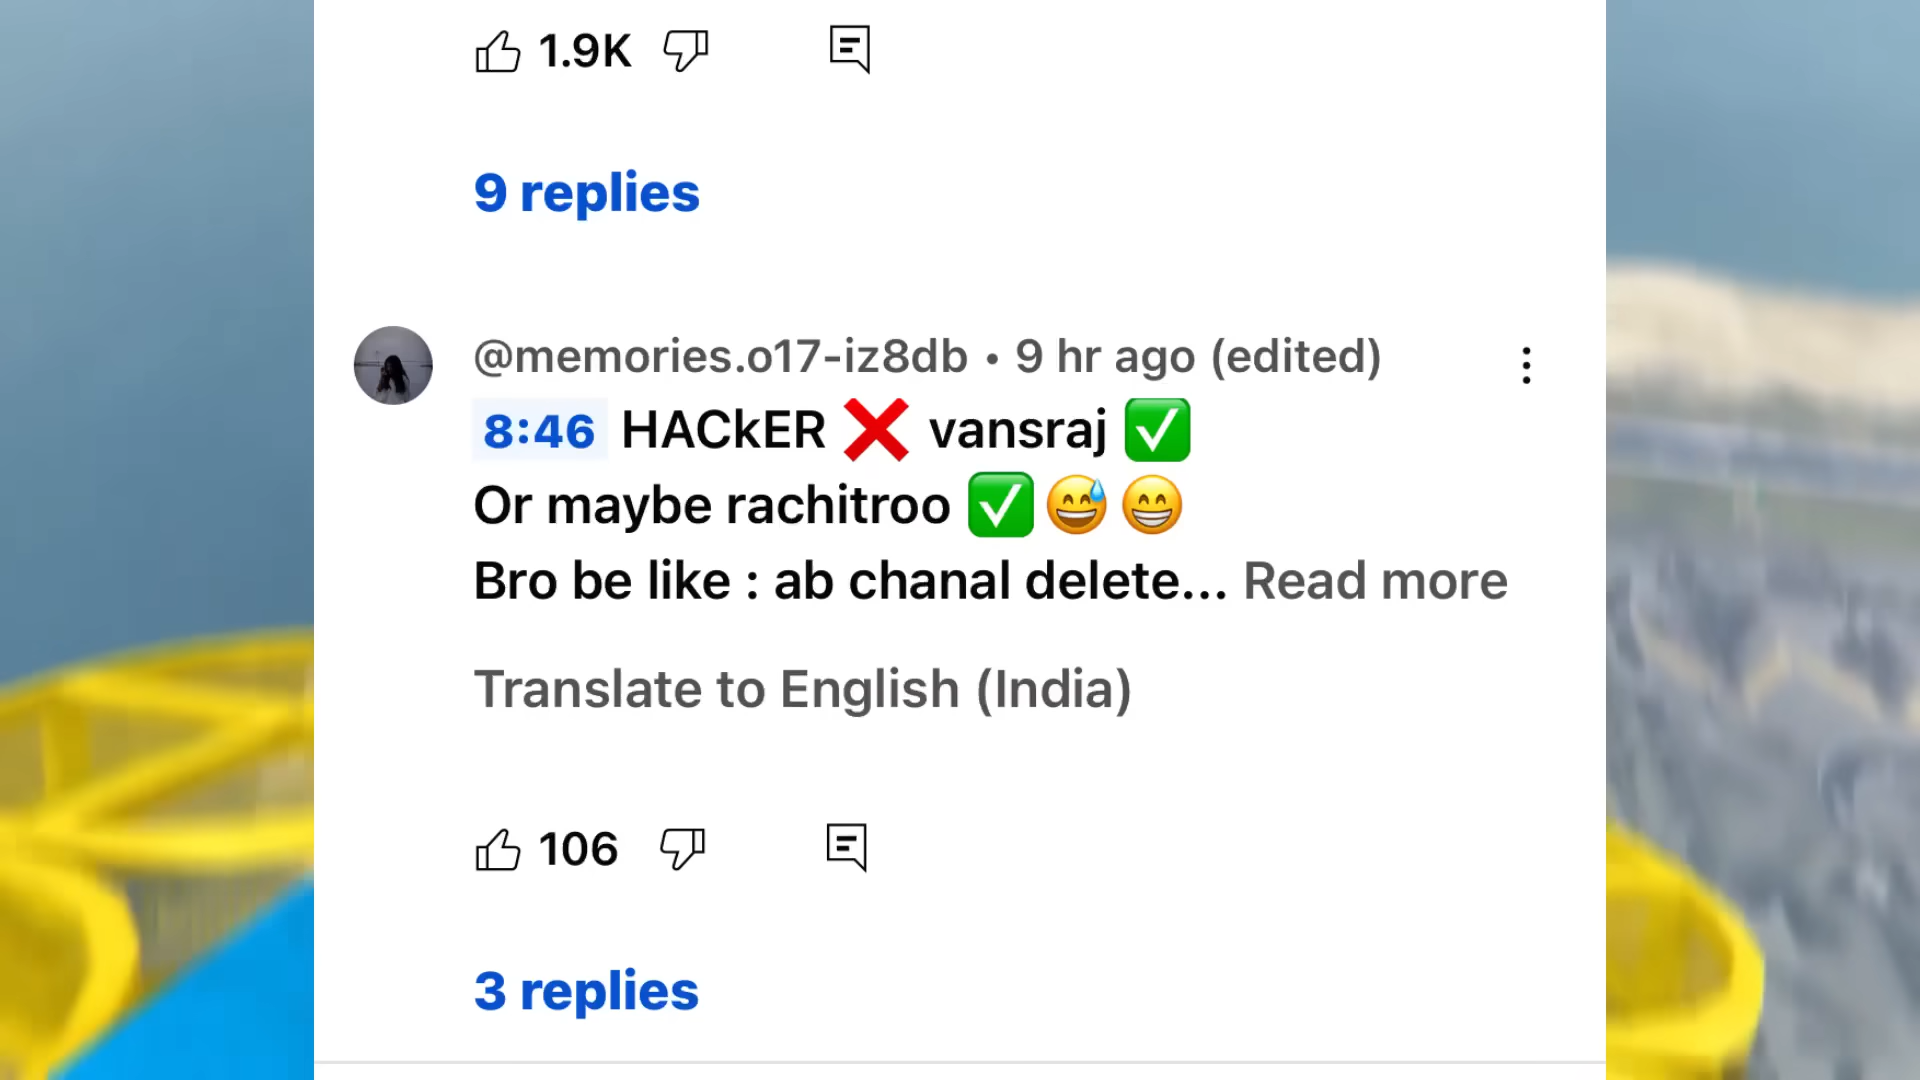 1.9K
9 replies
@memories.o17-iz8db • 9 hr ago (edited)
8:46 HACkER ❌ vansraj ✅
Or maybe rachitroo ✅😅😁
Bro be like : ab chanal delete... Read more
Translate to English (India)
106
3 replies